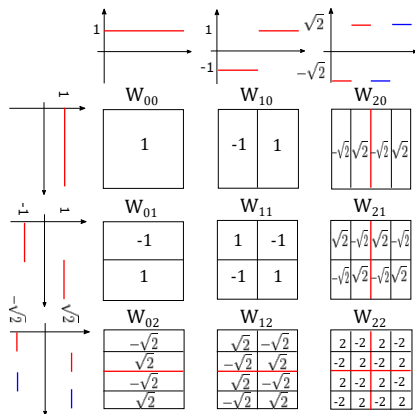 1 1 √2
-1 -√2
W₀₀ W₁₀ W₂₀
1
1 -1 1 -√2 √2 -√2 √2
W₀₁ W₁₁ W₂₁
-1 1
-1 1 -1 √2 -√2 √2 -√2
1 -1 1 -√2 √2 -√2 √2
W₀₂ W₁₂ W₂₂
-√2 √2
-√2 √2 -√2 2 -2 2 -2
√2 -√2 √2 -2 2 -2 2
-√2 √2 -√2 2 -2 2 -2
√2 -√2 √2 -2 2 -2 2